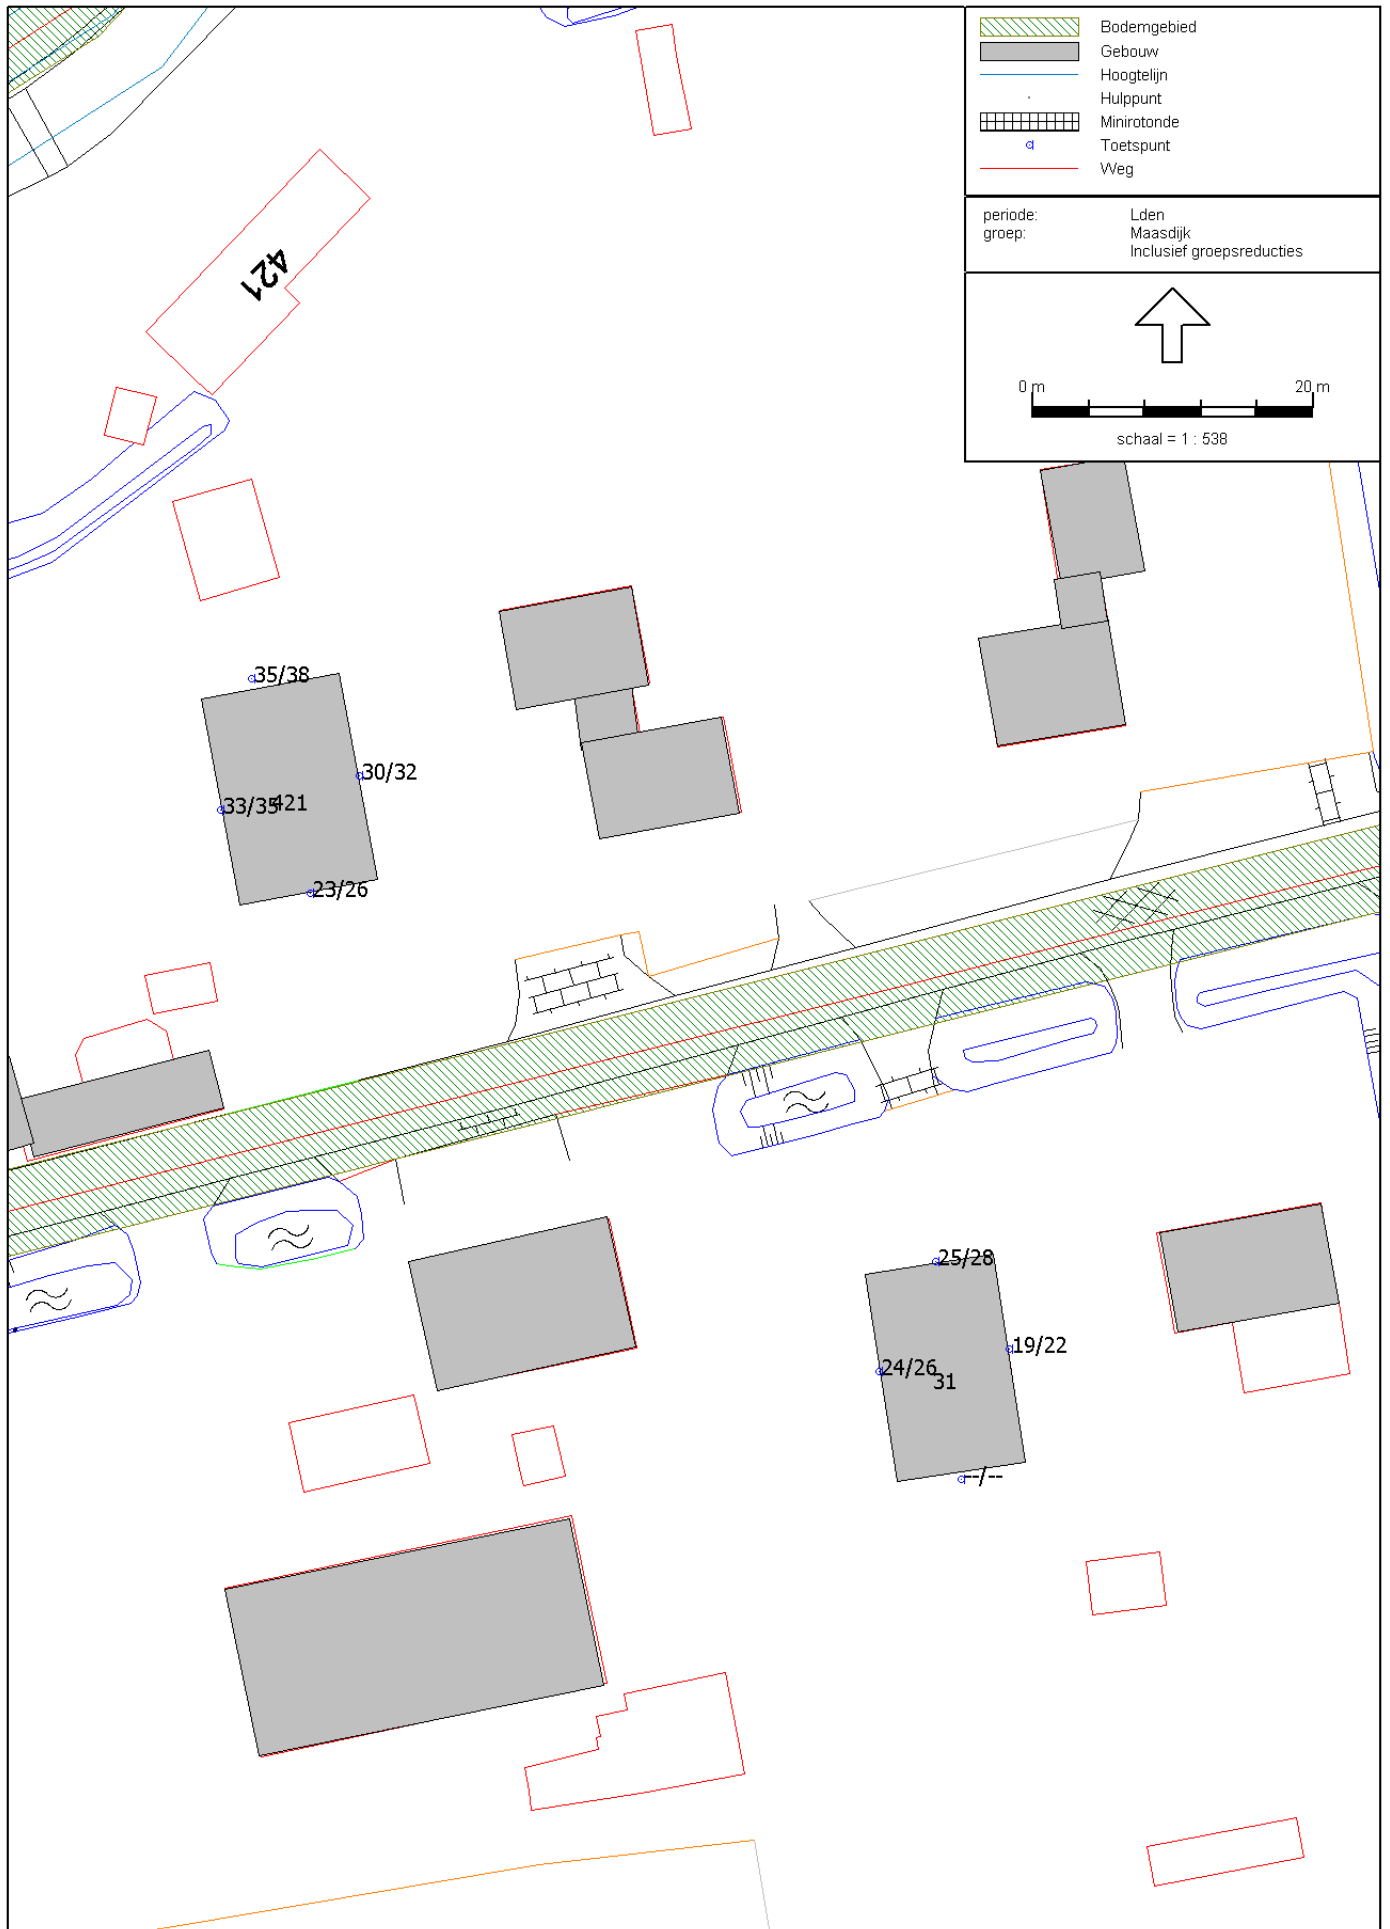 Bodemgebied
Gebouw
Hoogtelijn
Hulppunt
Minirotonde
Toetspunt
Weg
periode: Lden
groep: Maasdijk
Inclusief groepsreducties
0 m 20 m
schaal = 1 : 538
421
35/38
30/32
33/35 421
23/26
25/28
19/22
24/26
31
--/--